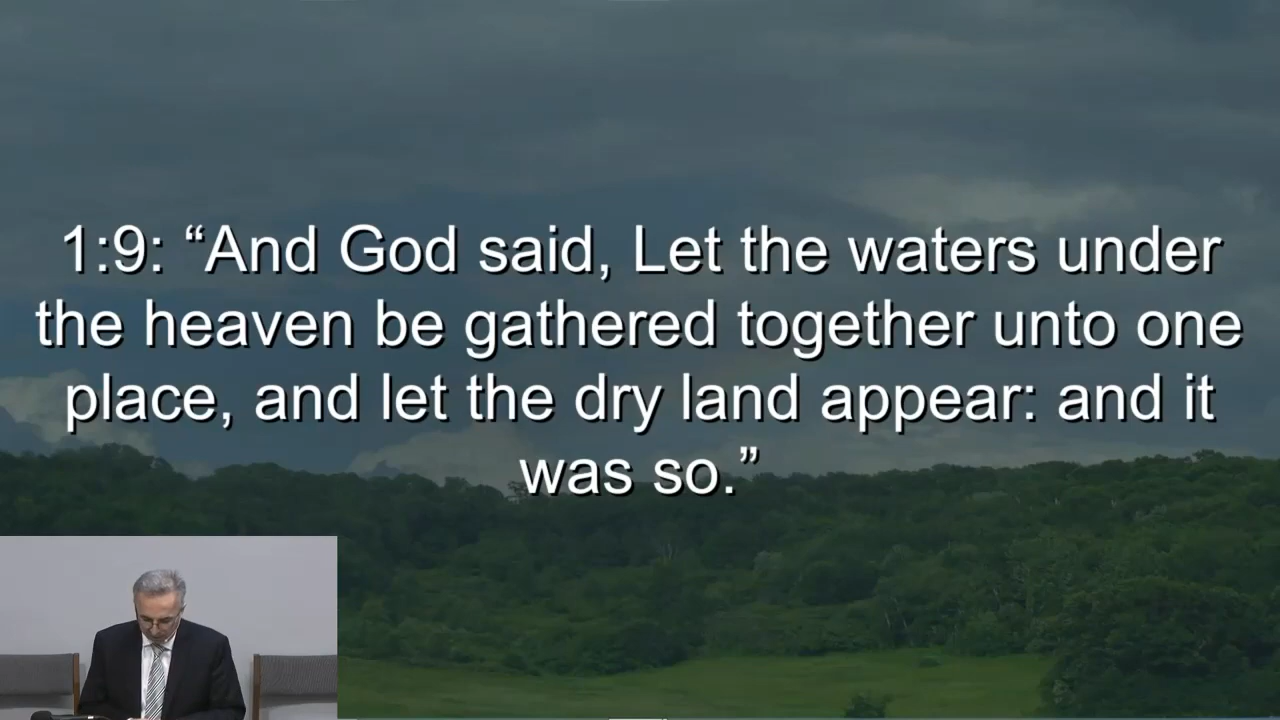 1:9: “And God said, Let the waters under
the heaven be gathered together unto one
place, and let the dry land appear: and it
was so.”